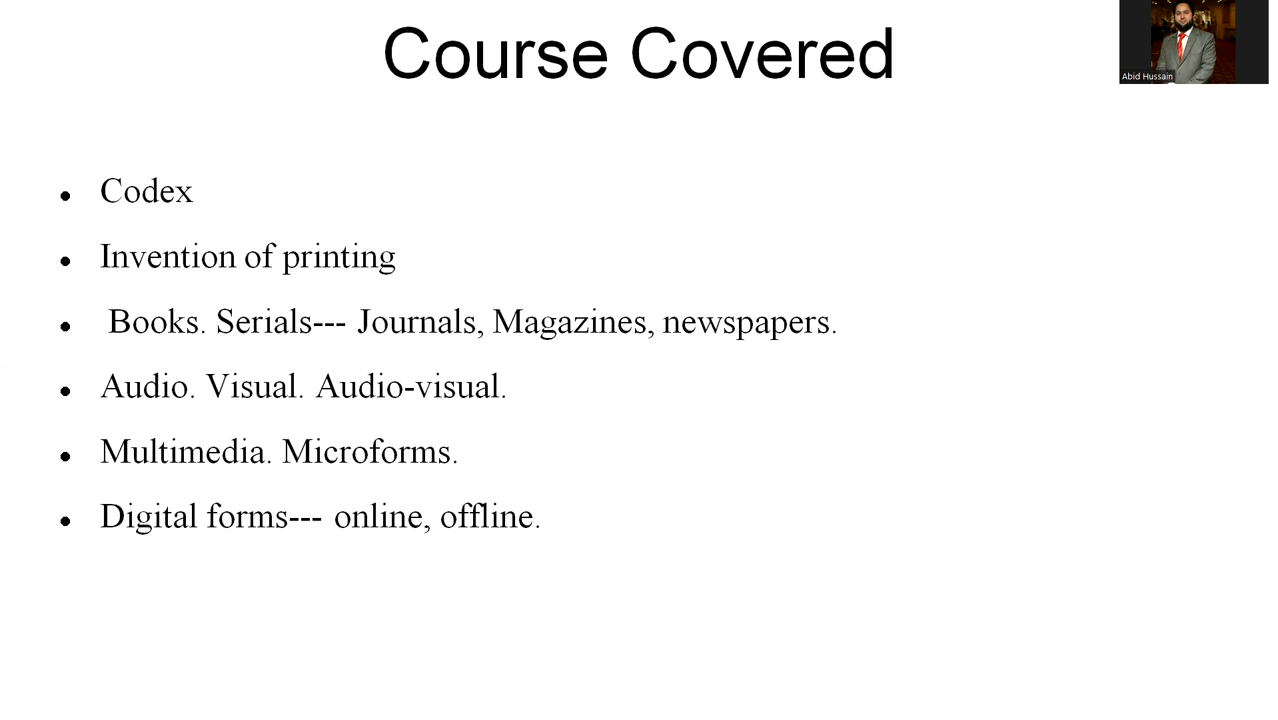 Course Covered
Abid Hussain
• Codex
• Invention of printing
• Books. Serials--- Journals, Magazines, newspapers.
• Audio. Visual. Audio-visual.
• Multimedia. Microforms.
• Digital forms--- online, offline.